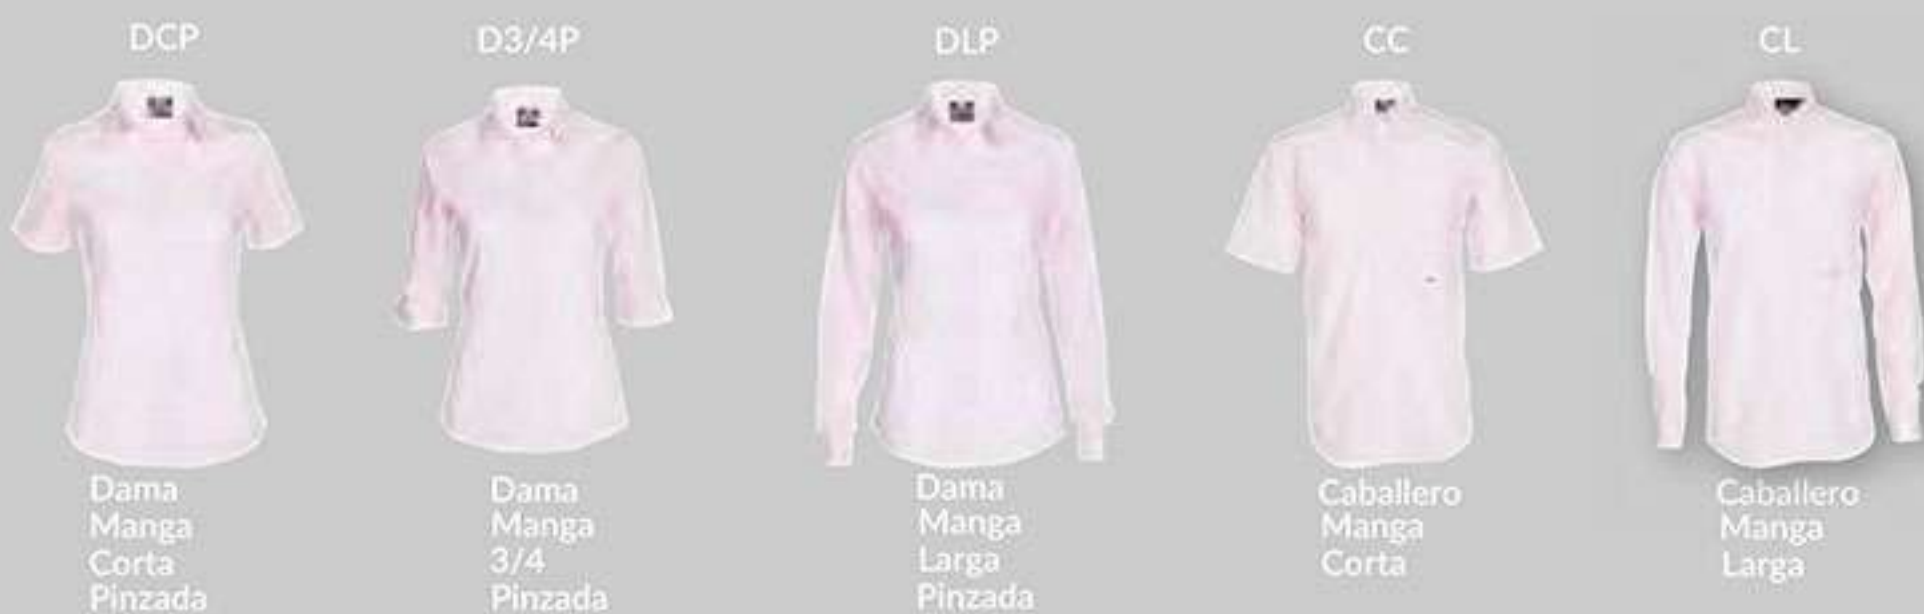 DCP
Dama
Manga
Corta
Pinzada
D3/4P
Dama
Manga
3/4
Pinzada
DLP
Dama
Manga
Larga
Pinzada
CC
Caballero
Manga
Corta
CL
Caballero
Manga
Larga